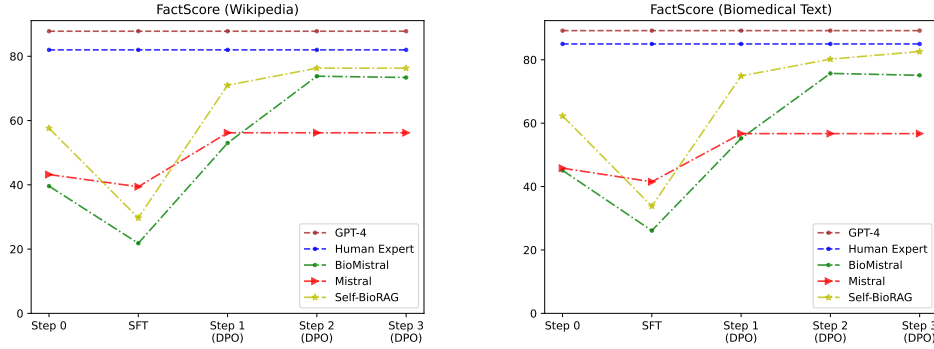 FactScore (Wikipedia)
80
60
40
20
0
GPT-4
Human Expert
BioMistral
Mistral
Self-BioRAG
Step 0
SFT
Step 1
(DPO)
Step 2
(DPO)
Step 3
(DPO)
FactScore (Biomedical Text)
80
60
40
20
0
GPT-4
Human Expert
BioMistral
Mistral
Self-BioRAG
Step 0
SFT
Step 1
(DPO)
Step 2
(DPO)
Step 3
(DPO)